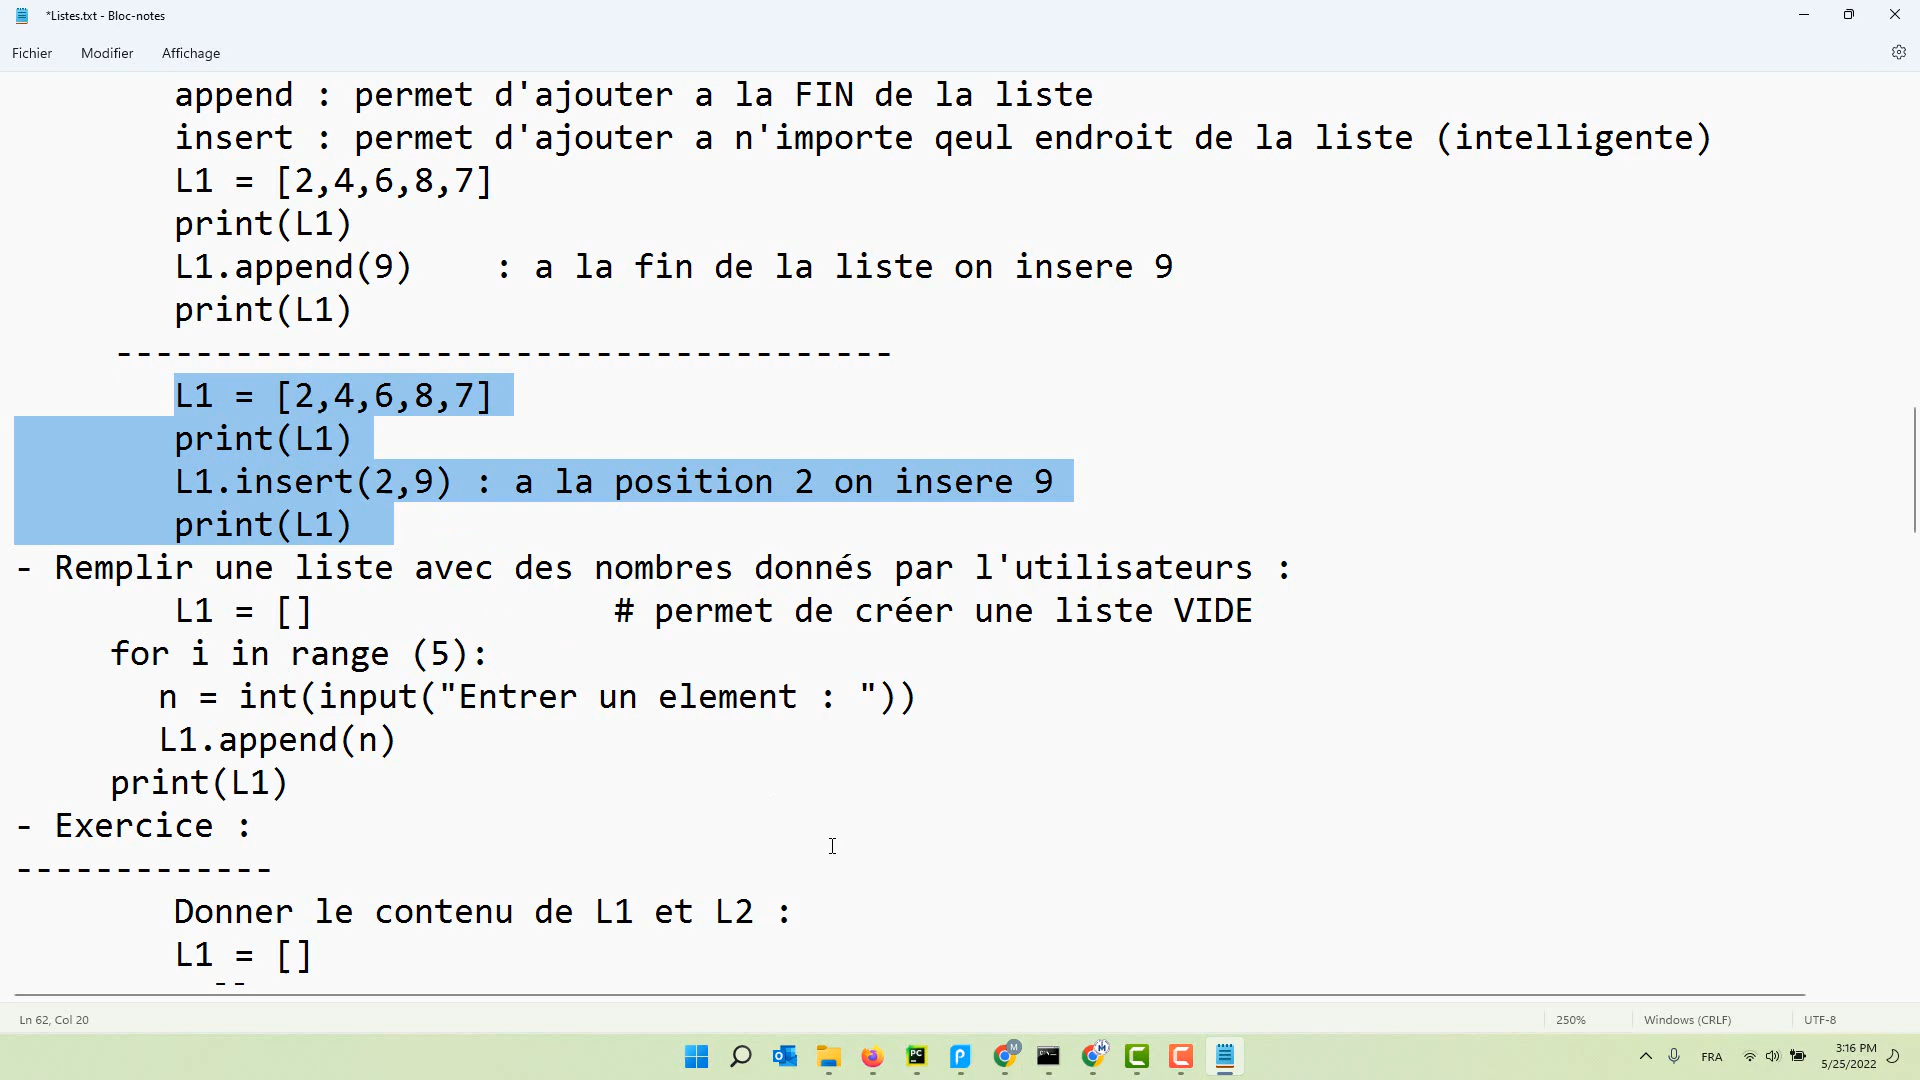 *Listes.txt - Bloc-notes
Fichier Modifier Affichage
append : permet d'ajouter a la FIN de la liste
insert : permet d'ajouter a n'importe qeul endroit de la liste (intelligente)
L1 = [2,4,6,8,7]
print(L1)
L1.append(9) : a la fin de la liste on insere 9
print(L1)
---------------------------------------
L1 = [2,4,6,8,7]
print(L1)
L1.insert(2,9) : a la position 2 on insere 9
print(L1)
- Remplir une liste avec des nombres donnés par l'utilisateurs :
L1 = [] # permet de créer une liste VIDE
for i in range (5):
n = int(input("Entrer un element : "))
L1.append(n)
print(L1)
- Exercice :
-------------
Donner le contenu de L1 et L2 :
L1 = []
Ln 62, Col 20 250% Windows (CRLF) UTF-8
FRA 3:16 PM
5/25/2022